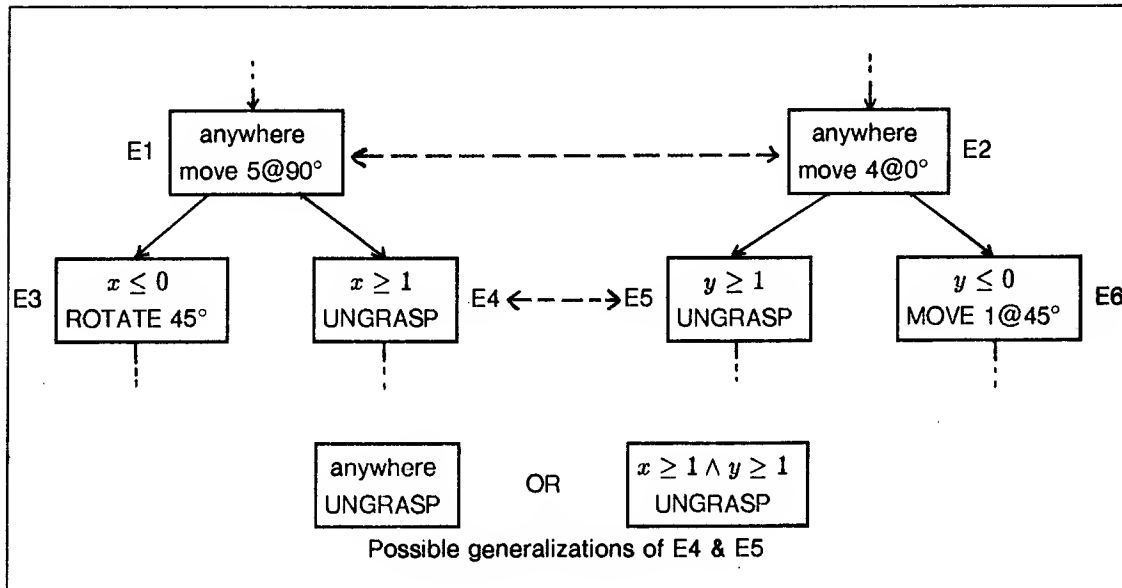 anywhere
move 5@90°
E1
anywhere
move 4@0°
E2
E3
x ≤ 0
ROTATE 45°
x ≥ 1
UNGRASP
E4
E5
y ≥ 1
UNGRASP
y ≤ 0
MOVE 1@45°
E6
anywhere
UNGRASP
OR
x ≥ 1 ∧ y ≥ 1
UNGRASP
Possible generalizations of E4 & E5